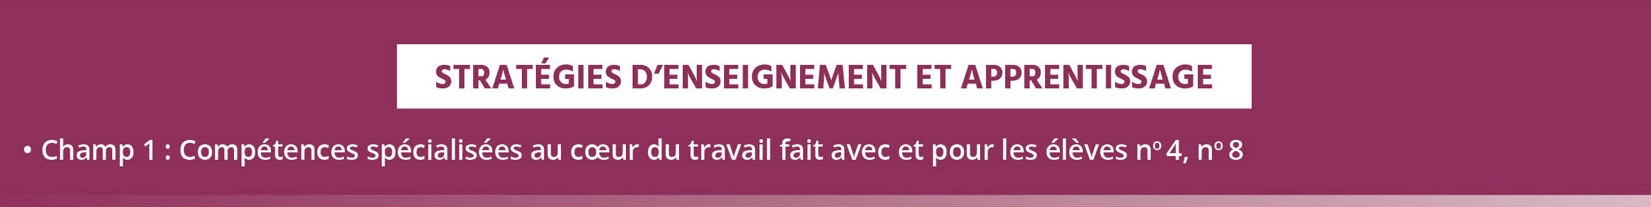 STRATÉGIES D’ENSEIGNEMENT ET APPRENTISSAGE
• Champ 1 : Compétences spécialisées au cœur du travail fait avec et pour les élèves nº 4, nº 8